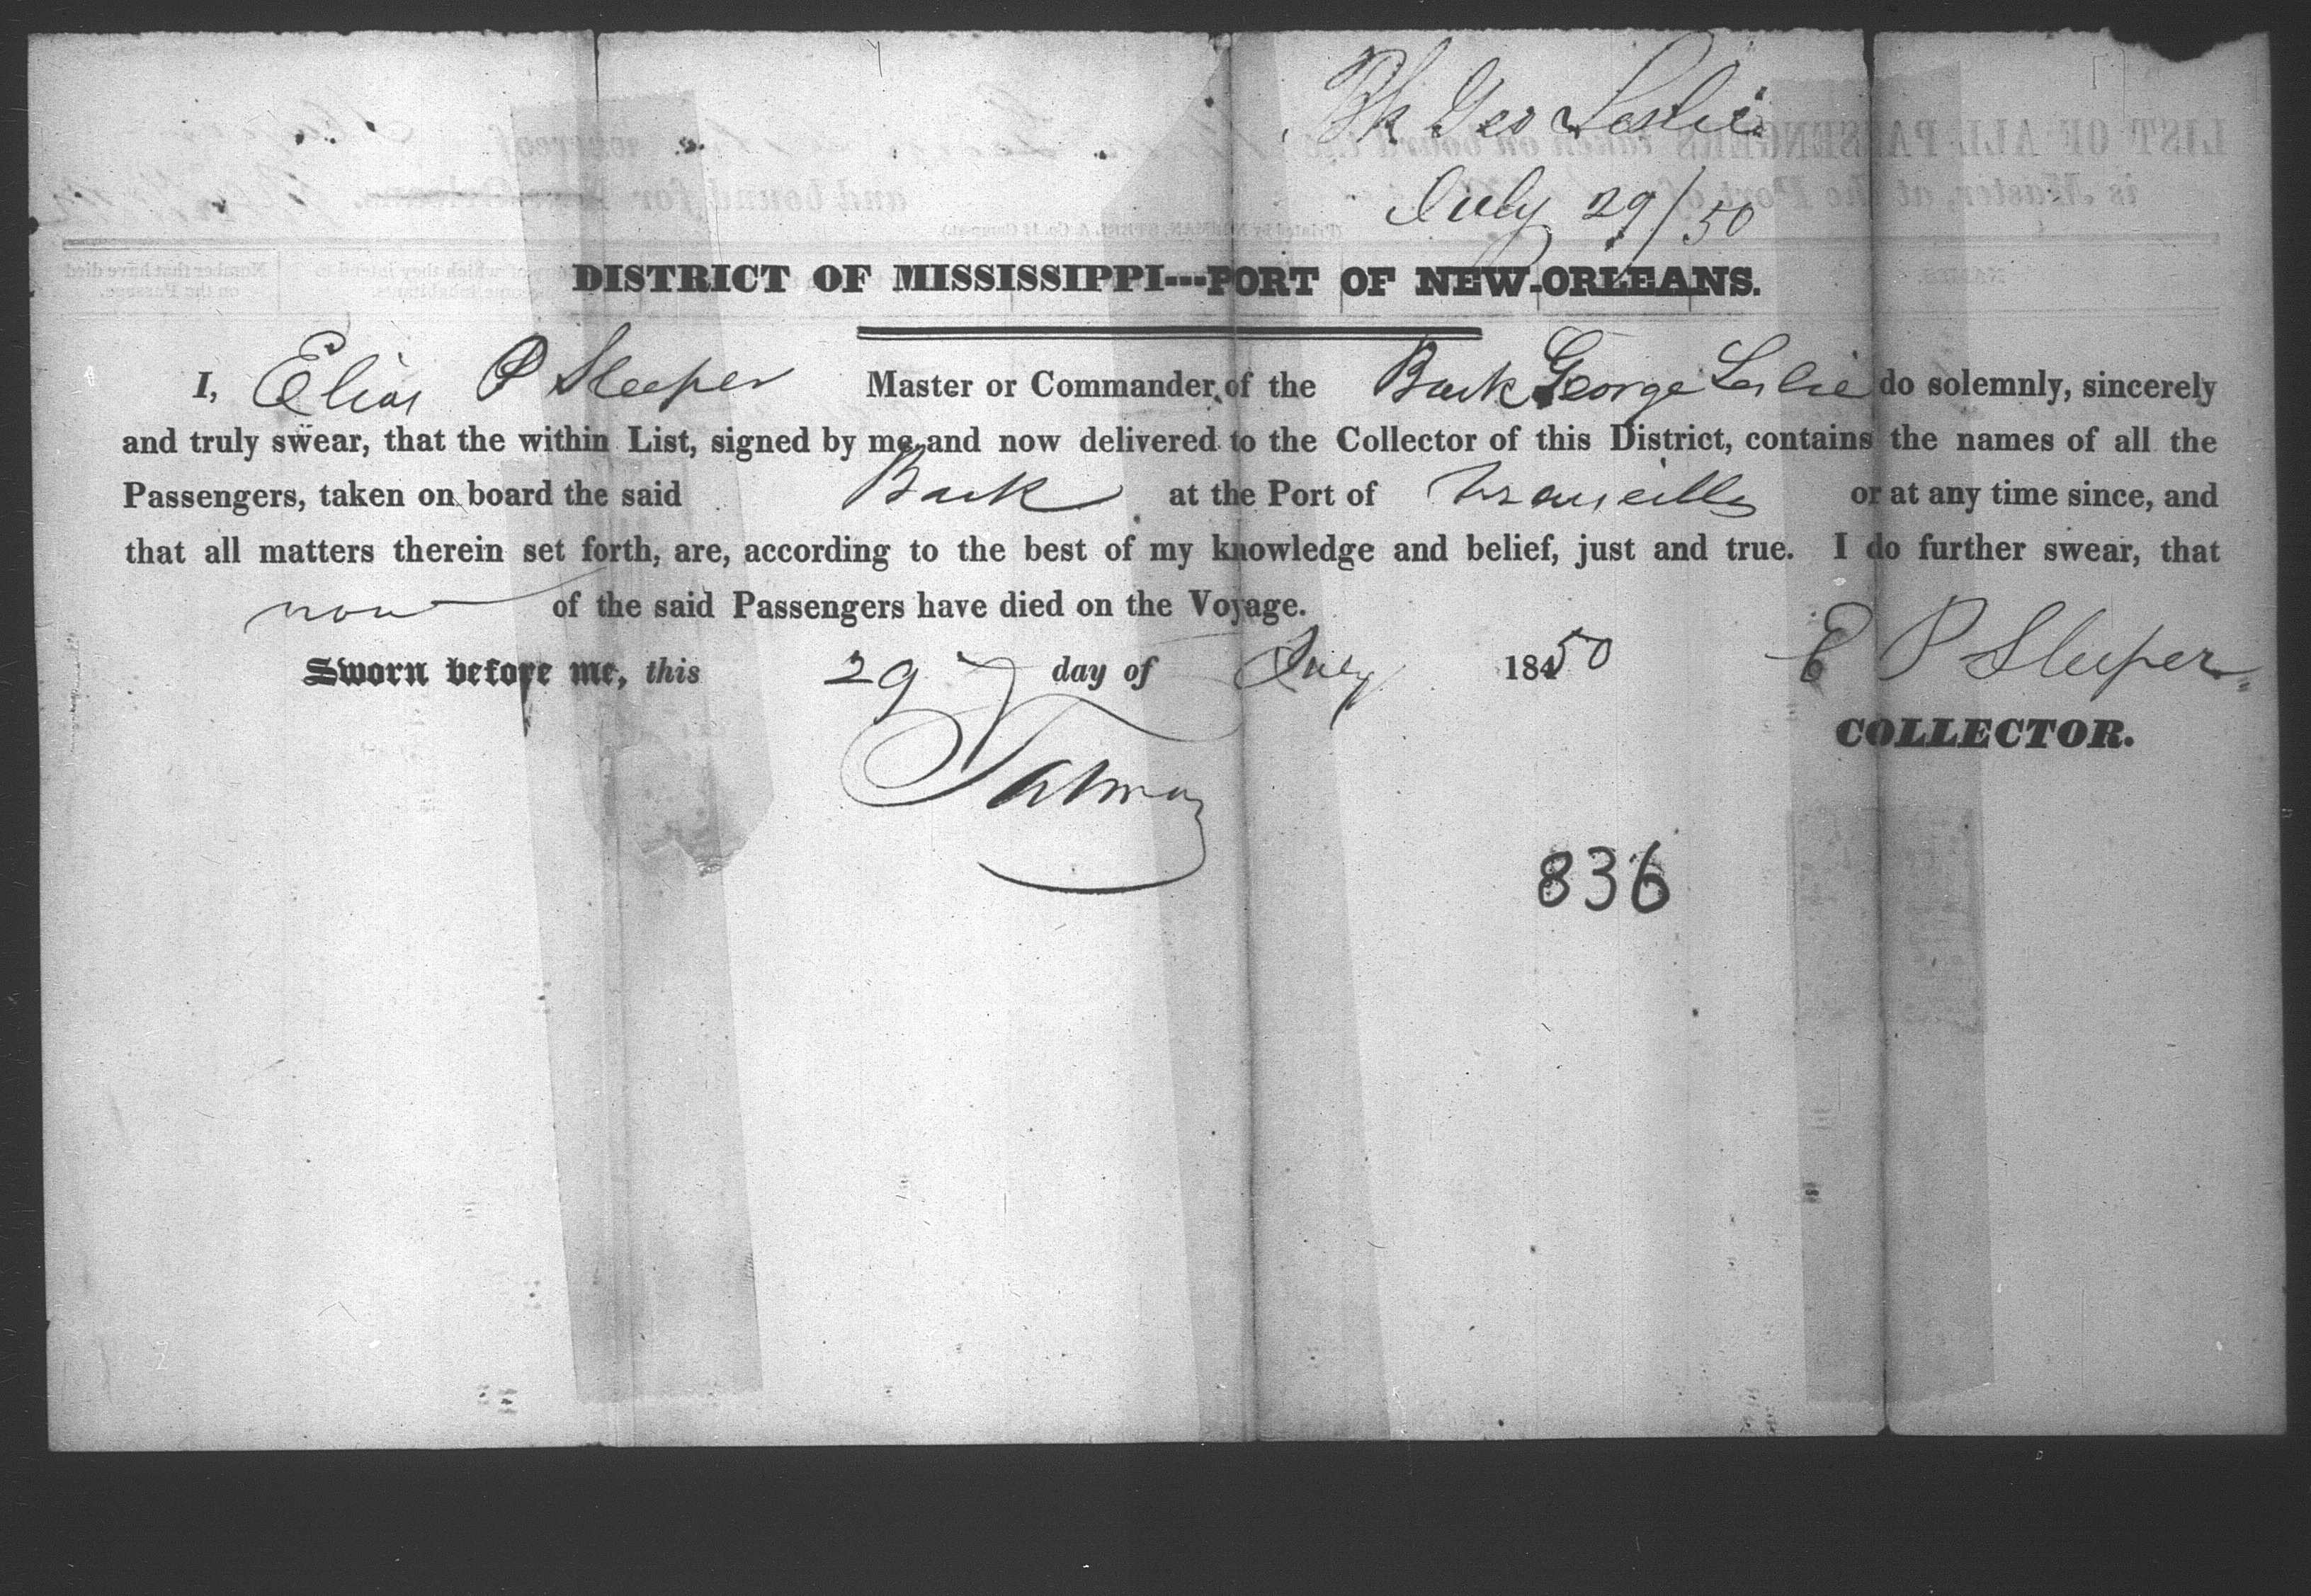 Bk Geo Leslie
July 29/50
DISTRICT OF MISSISSIPPI---PORT OF NEW-ORLEANS.
I, Elias P Sleeper Master or Commander of the Bark George Leslie do solemnly, sincerely
and truly swear, that the within List, signed by me, and now delivered to the Collector of this District, contains the names of all the
Passengers, taken on board the said Bark at the Port of Marseilles or at any time since, and
that all matters therein set forth, are, according to the best of my knowledge and belief, just and true. I do further swear, that
none of the said Passengers have died on the Voyage.
Sworn before me, this 29 day of July 18450 E P Sleeper
COLLECTOR.
836